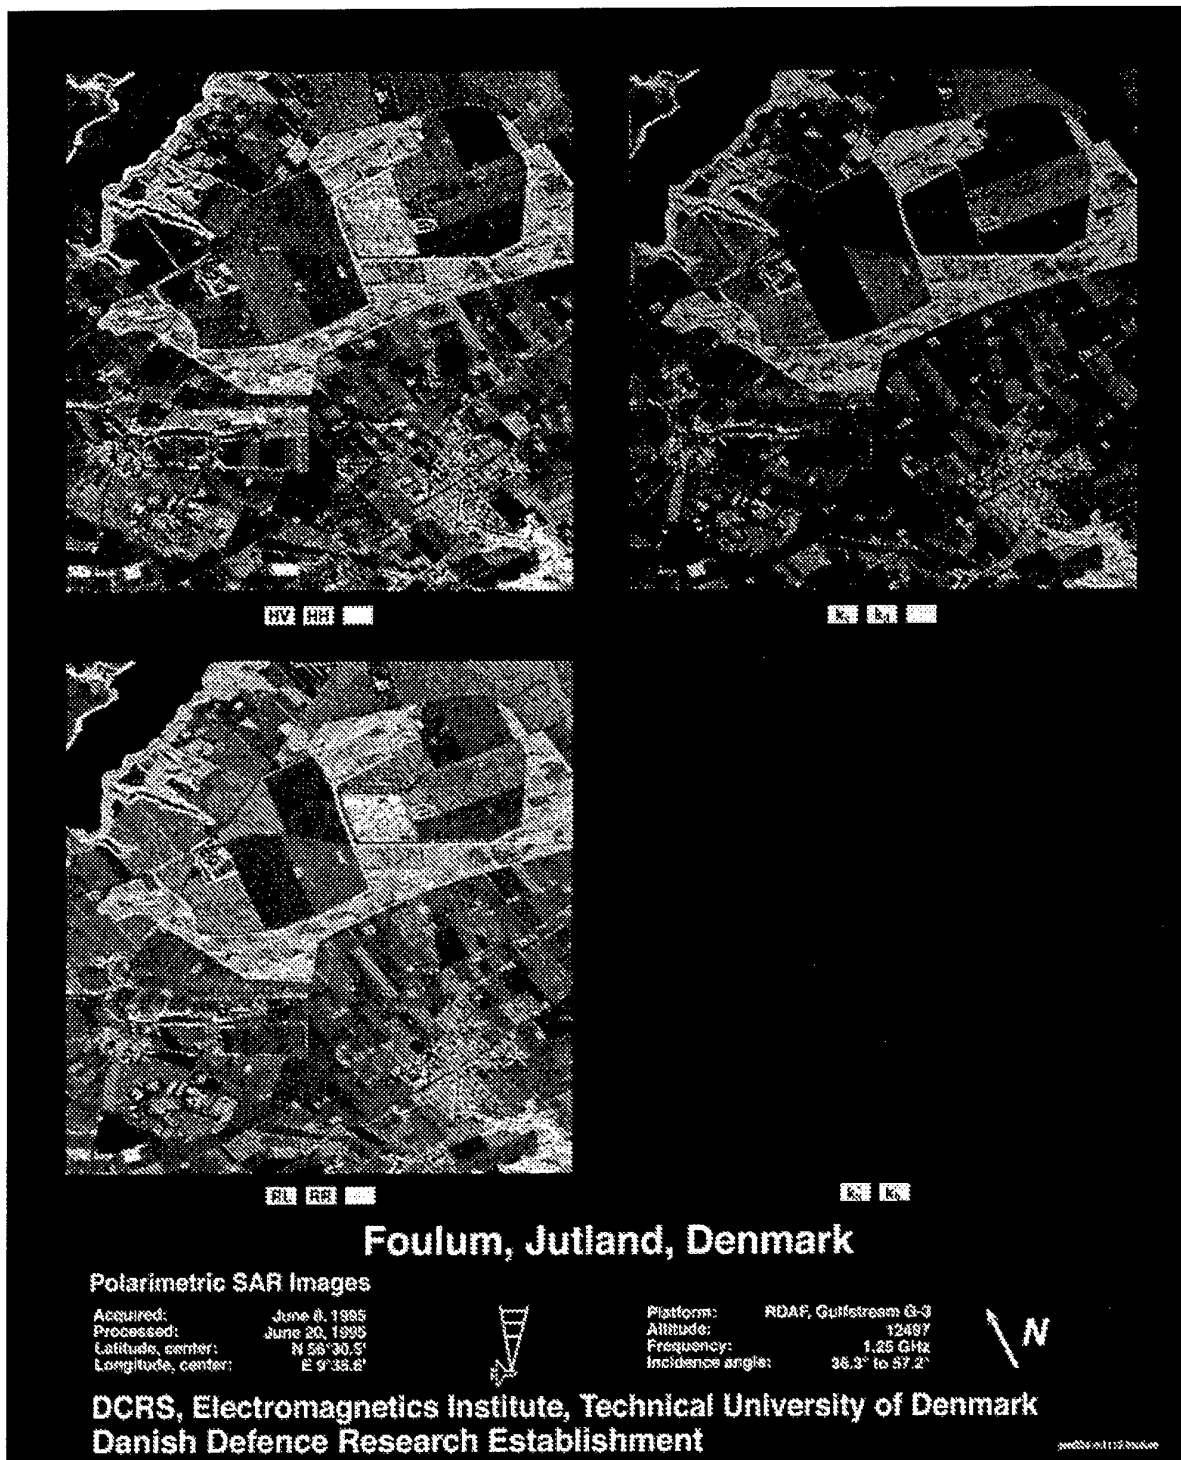 HV HH
RL RR
Foulum, Jutland, Denmark
Polarimetric SAR Images
Acquired: June 8, 1995
Processed: June 20, 1995
Latitude, center: N 56°30.5'
Longitude, center: E 9°35.6'
Platform: RDAF, Gulfstream G-3
Altitude: 12497
Frequency: 1.25 GHz
Incidence angle: 36.3° to 57.2°
N
DCRS, Electromagnetics Institute, Technical University of Denmark
Danish Defence Research Establishment